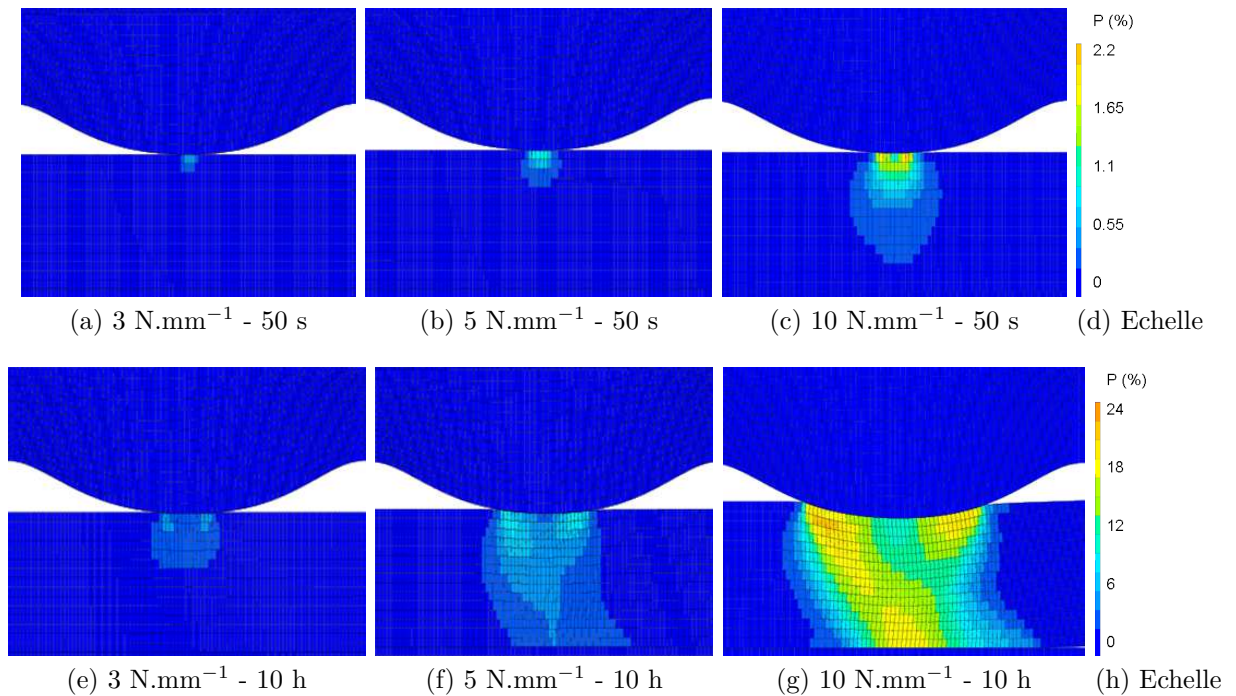 P (%)
2.2
1.65
1.1
0.55
0
(a) 3 N.mm⁻¹ - 50 s
(b) 5 N.mm⁻¹ - 50 s
(c) 10 N.mm⁻¹ - 50 s
(d) Echelle
P (%)
24
18
12
6
0
(e) 3 N.mm⁻¹ - 10 h
(f) 5 N.mm⁻¹ - 10 h
(g) 10 N.mm⁻¹ - 10 h
(h) Echelle